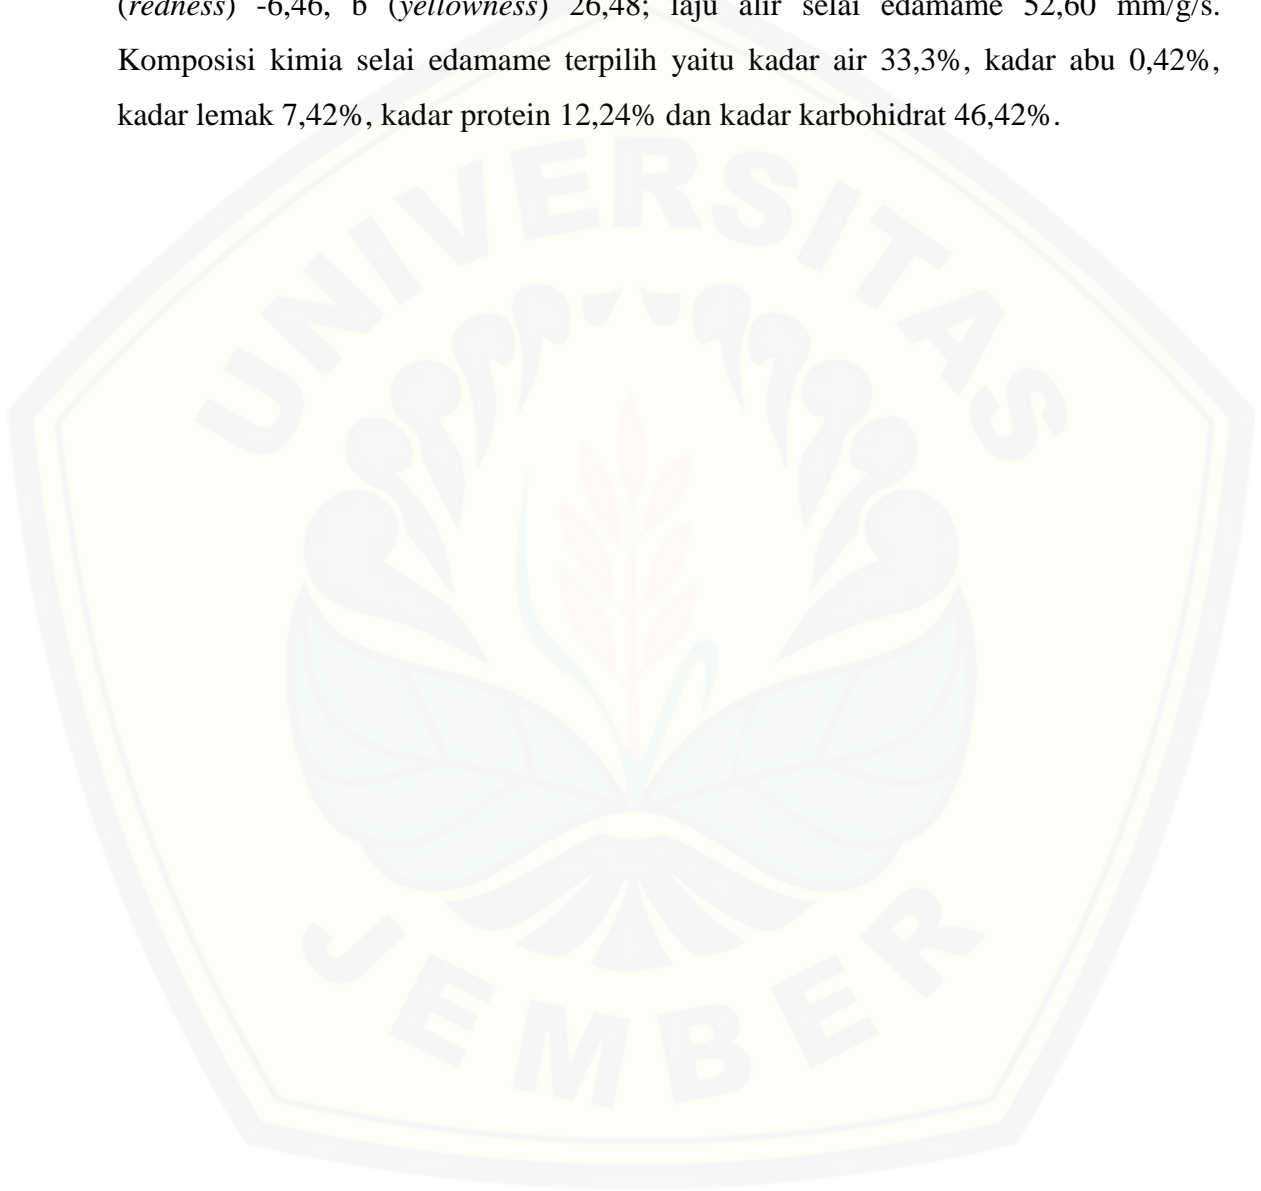 (redness) -6,46, b (yellowness) 26,48; laju alir selai edamame 52,60 mm/g/s.
Komposisi kimia selai edamame terpilih yaitu kadar air 33,3%, kadar abu 0,42%,
kadar lemak 7,42%, kadar protein 12,24% dan kadar karbohidrat 46,42%.
UNIVERSITAS
JEMBER